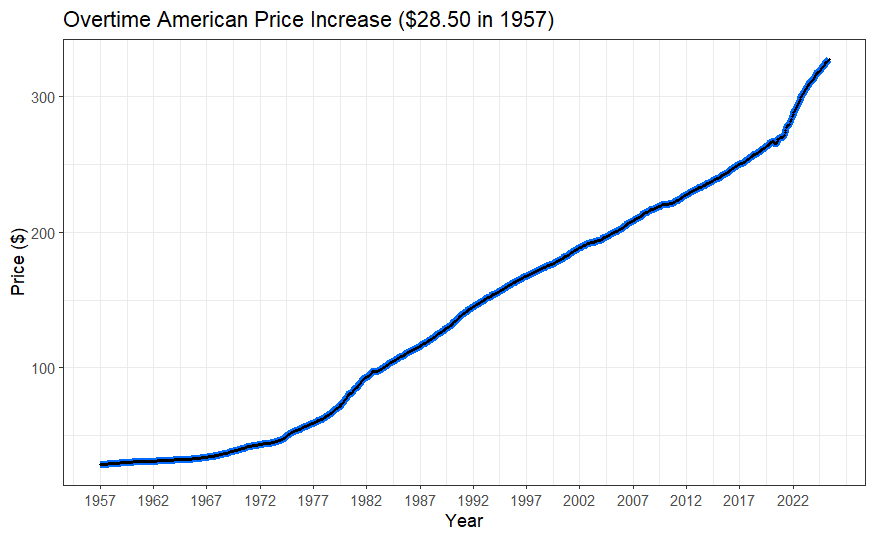 Overtime American Price Increase ($28.50 in 1957)
Price ($)
300
200
100
1957 1962 1967 1972 1977 1982 1987 1992 1997 2002 2007 2012 2017 2022
Year